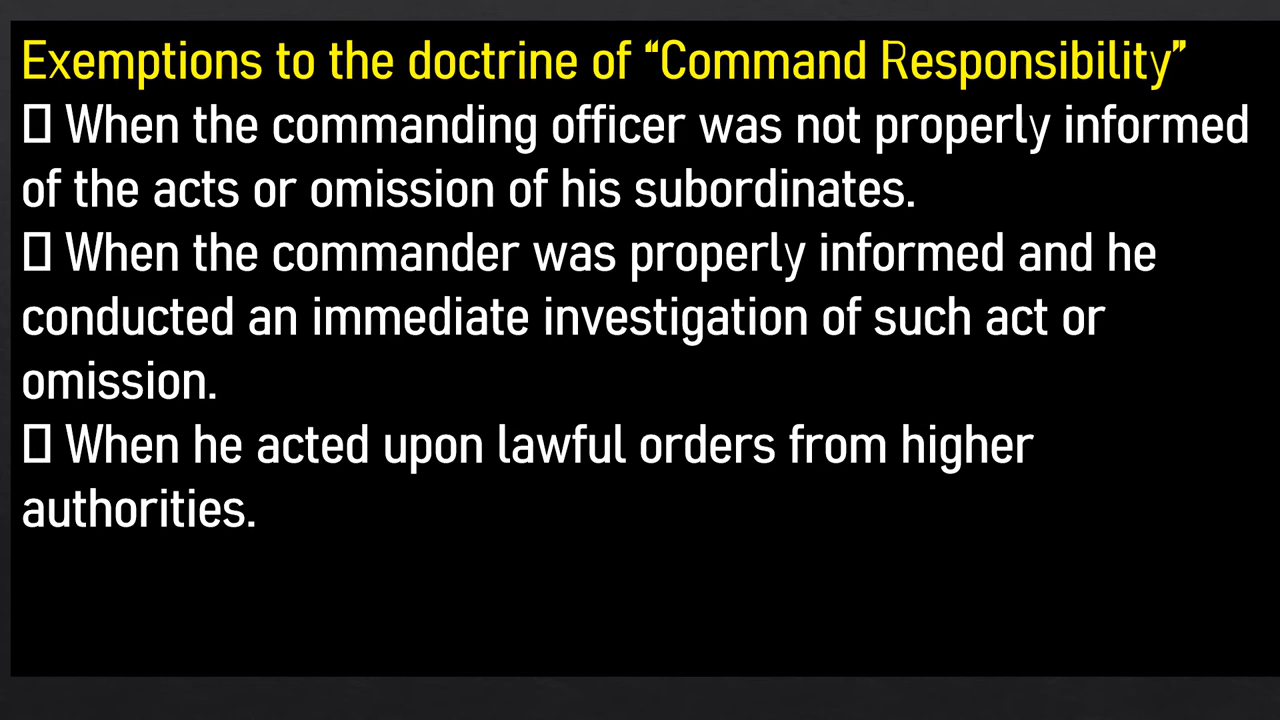 Exemptions to the doctrine of “Command Responsibility”
▯ When the commanding officer was not properly informed
of the acts or omission of his subordinates.
▯ When the commander was properly informed and he
conducted an immediate investigation of such act or
omission.
▯ When he acted upon lawful orders from higher
authorities.